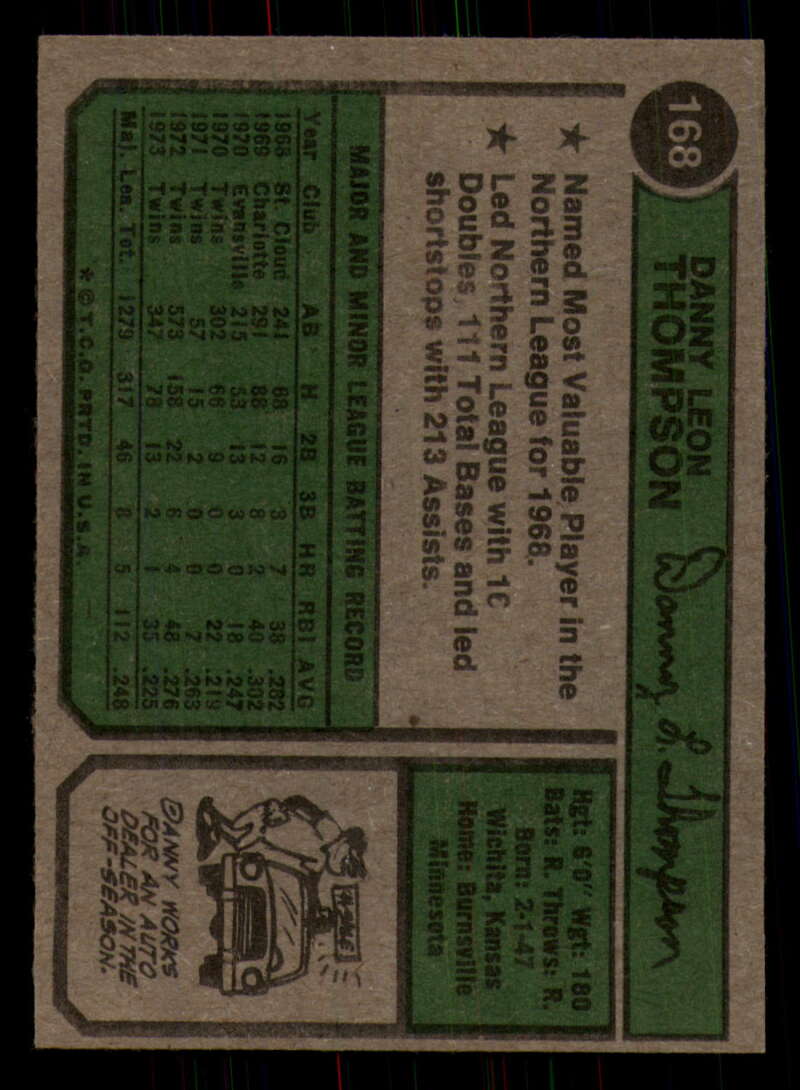 168
DANNY LEON
THOMPSON
Danny L. Thompson
★ Named Most Valuable Player in the
Northern League for 1968.
★ Led Northern League with 1C
Doubles, 111 Total Bases and led
shortstops with 213 Assists.
Hgt: 6'0" Wgt: 180
Bats: R. Throws: R.
Born: 2-1-47
Wichita, Kansas
Home: Burnsville
Minnesota
MAJOR AND MINOR LEAGUE BATTING RECORD
Year Club AB H 2B 3B HR RBI AVG
1968 St. Cloud 241 68 16 3 7 38 .282
1969 Charlotte 291 88 12 8 2 40 .302
1970 Evansville 215 53 13 3 0 18 .247
1970 Twins 302 66 9 0 0 22 .219
1971 Twins 57 15 2 0 0 7 .263
1972 Twins 573 158 22 6 4 48 .276
1973 Twins 347 78 13 2 1 35 .225
Maj. Lea. Tot. 1279 317 46 8 5 112 .248
* © T.C.G. PRTD. IN U.S.A.
DANNY WORKS
FOR AN AUTO
DEALER IN THE
OFF-SEASON.